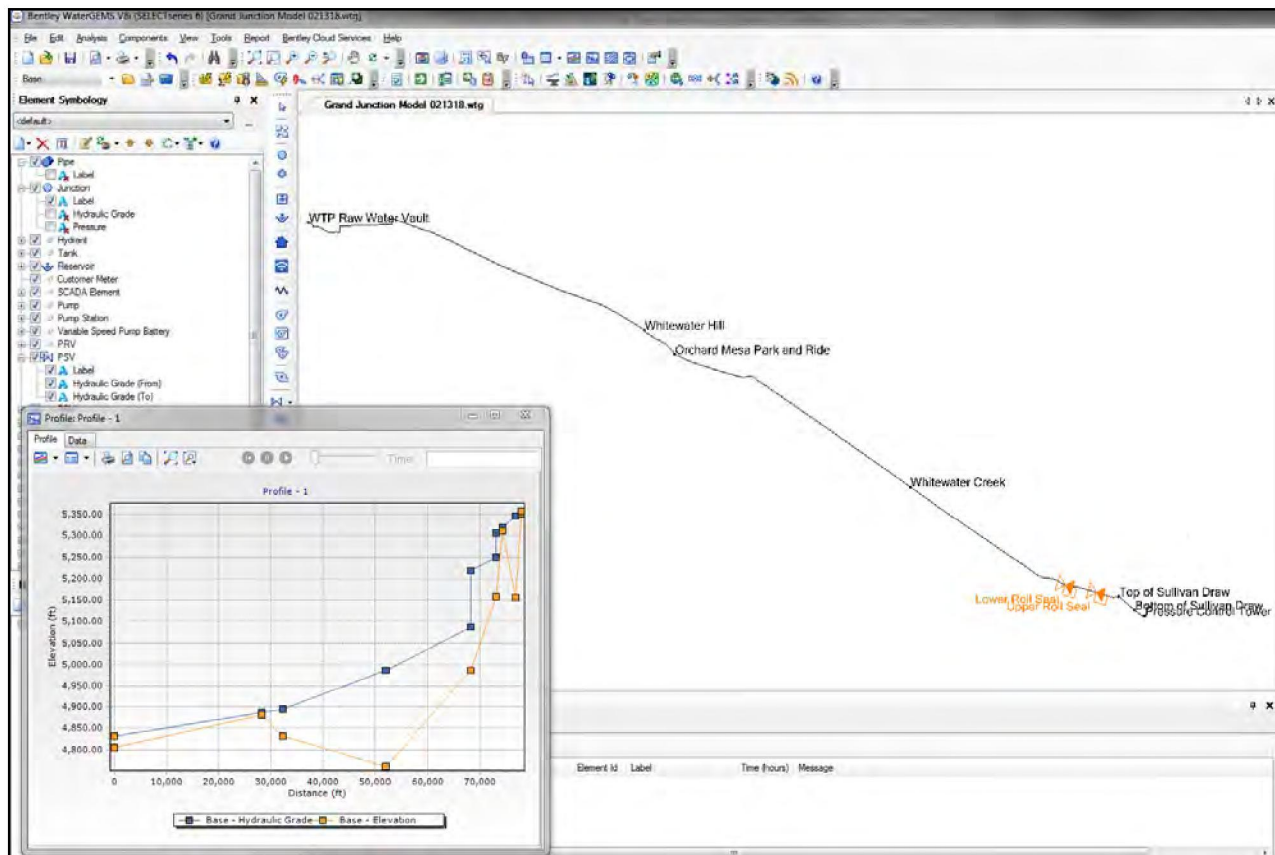 Bentley WaterGEMS V8i (SELECTseries 6) [Grand Junction Model 021318.wtg]
File Edit Analysis Components View Tools Report Bentley Cloud Services Help
Base
Element Symbology
<default>
Pipe
Label
Junction
Label
Hydraulic Grade
Pressure
Hydrant
Tank
Reservoir
Customer Meter
SCADA Element
Pump
Pump Station
Variable Speed Pump Battery
PRV
PSV
Label
Hydraulic Grade (From)
Hydraulic Grade (To)
Grand Junction Model 021318.wtg
WTP Raw Water Vault
Whitewater Hill
Orchard Mesa Park and Ride
Whitewater Creek
Lower Roll Seal
Upper Roll Seal
Top of Sullivan Draw
Bottom of Sullivan Draw
Pressure Control Tower
Profile: Profile - 1
Profile Data
Time:
Profile - 1
5,350.00
5,300.00
5,250.00
5,200.00
5,150.00
5,100.00
5,050.00
5,000.00
4,950.00
4,900.00
4,850.00
4,800.00
Elevation (ft)
0 10,000 20,000 30,000 40,000 50,000 60,000 70,000
Distance (ft)
Base - Hydraulic Grade Base - Elevation
Element Id Label Time (hours) Message